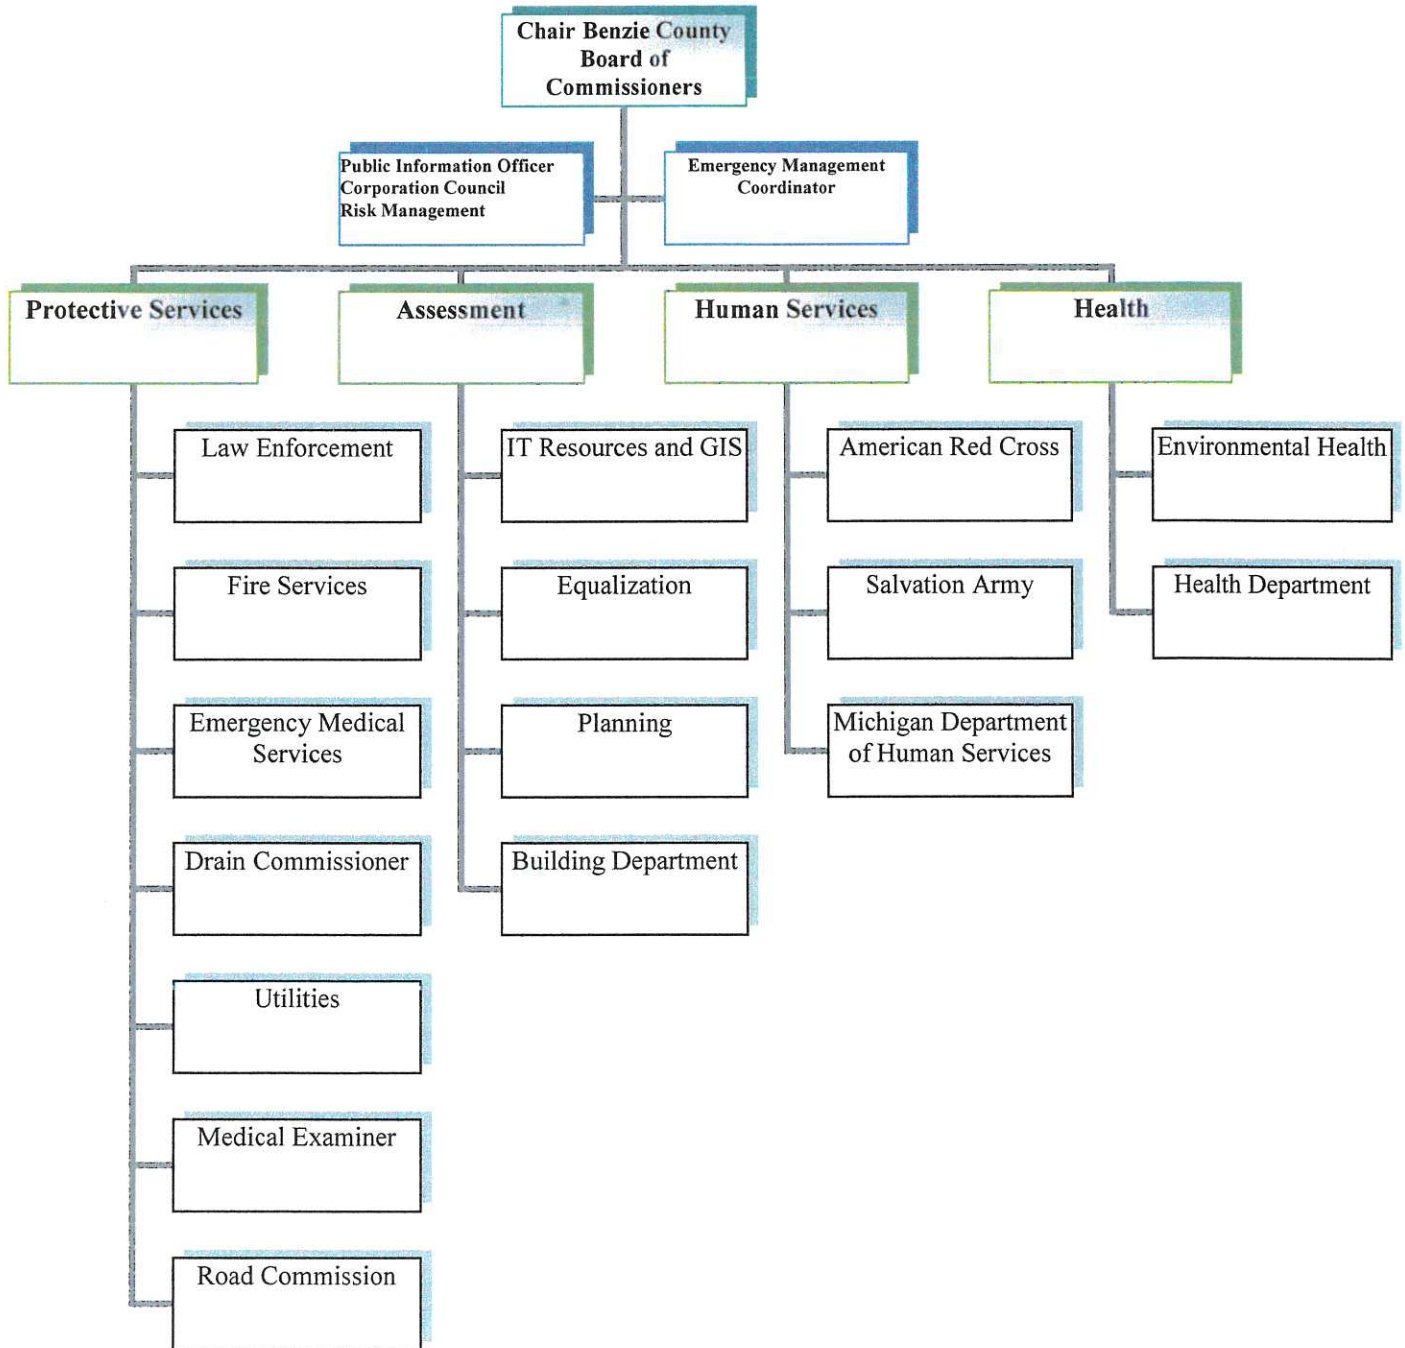 Chair Benzie County
Board of
Commissioners
Public Information Officer
Corporation Council
Risk Management
Emergency Management
Coordinator
Protective Services
Assessment
Human Services
Health
Law Enforcement
Fire Services
Emergency Medical
Services
Drain Commissioner
Utilities
Medical Examiner
Road Commission
IT Resources and GIS
Equalization
Planning
Building Department
American Red Cross
Salvation Army
Michigan Department
of Human Services
Environmental Health
Health Department